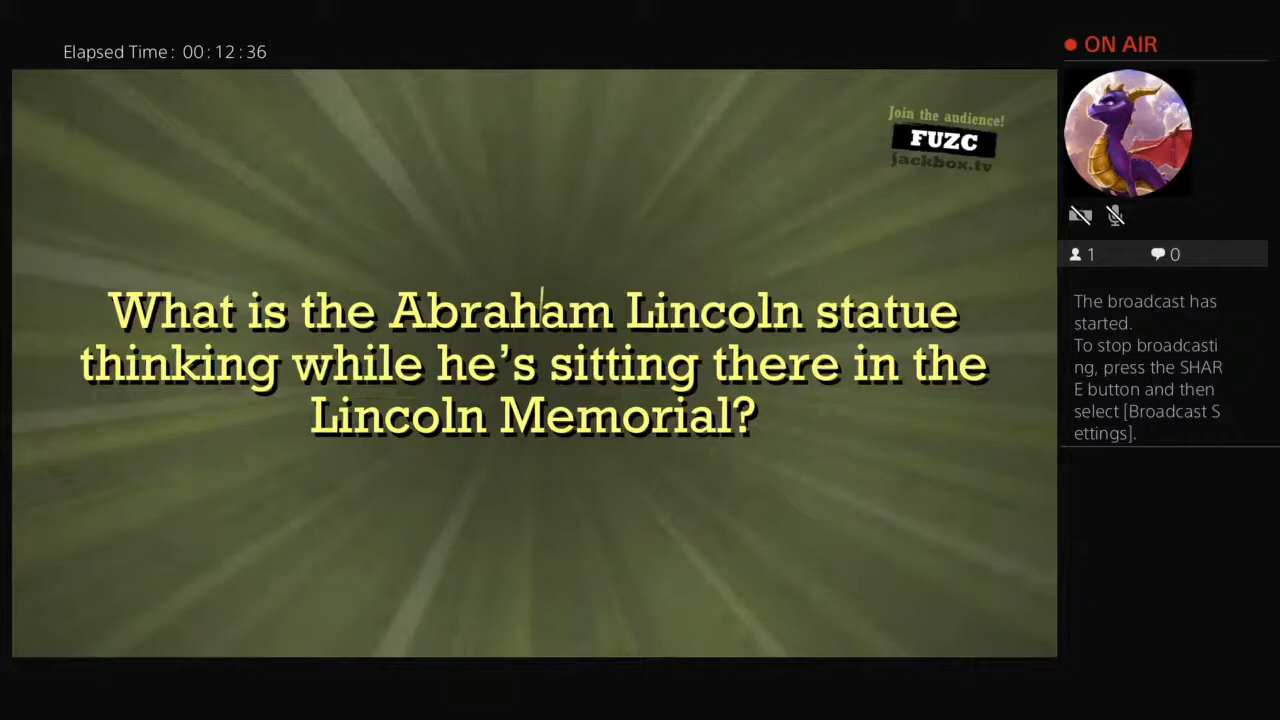 Elapsed Time: 00:12:36
ON AIR
Join the audience!
FUZC
jackbox.tv
1 0
What is the Abraham Lincoln statue
thinking while he's sitting there in the
Lincoln Memorial?
The broadcast has
started.
To stop broadcasti
ng, press the SHAR
E button and then
select [Broadcast S
ettings].